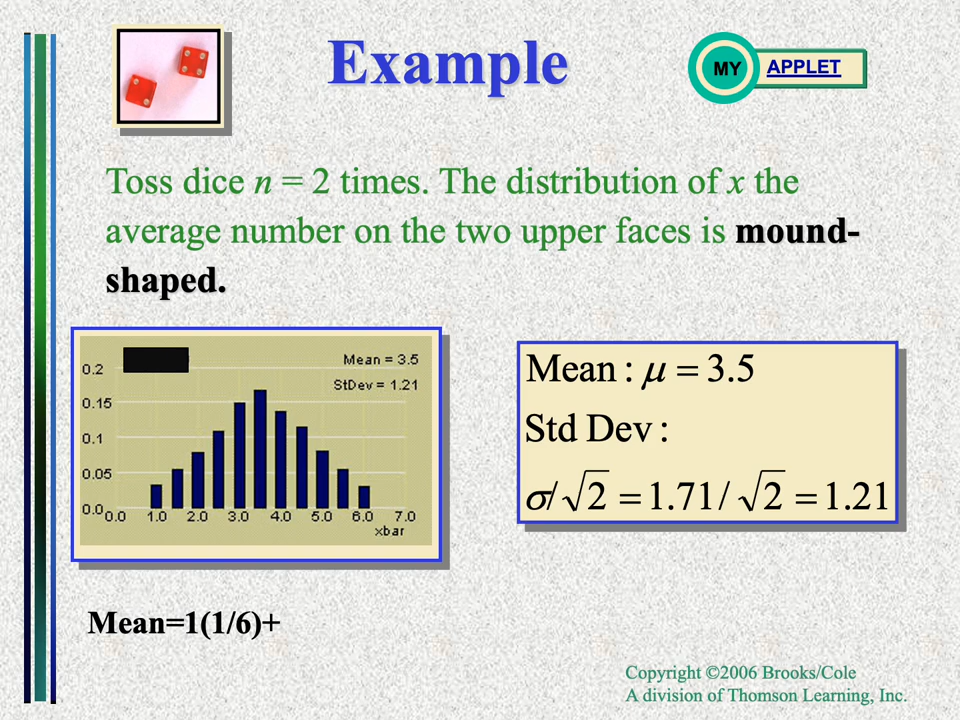 Example
MY APPLET
Toss dice n = 2 times. The distribution of x the
average number on the two upper faces is mound-
shaped.
Mean = 3.5
StDev = 1.21
0.2
0.15
0.1
0.05
0.0
0.0 1.0 2.0 3.0 4.0 5.0 6.0 7.0
xbar
Mean : μ = 3.5
Std Dev :
σ/√2 = 1.71/√2 = 1.21
Mean=1(1/6)+
Copyright ©2006 Brooks/Cole
A division of Thomson Learning, Inc.